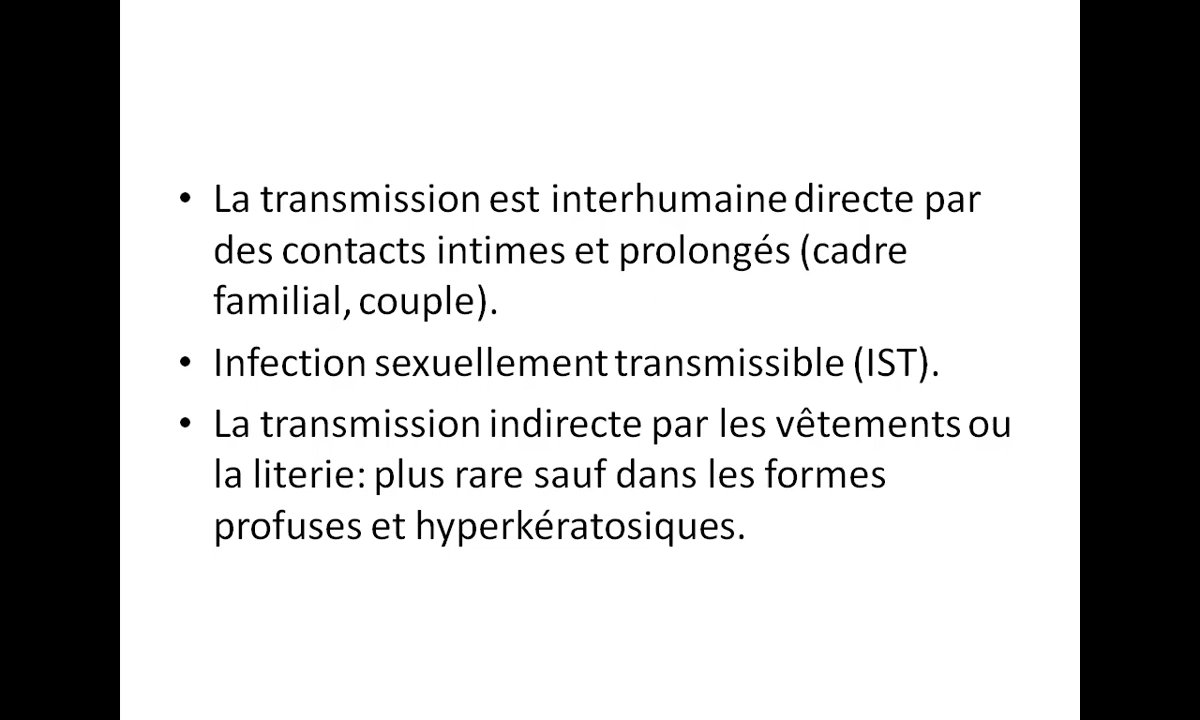 • La transmission est interhumaine directe par
des contacts intimes et prolongés (cadre
familial, couple).
• Infection sexuellement transmissible (IST).
• La transmission indirecte par les vêtements ou
la literie: plus rare sauf dans les formes
profuses et hyperkératosiques.